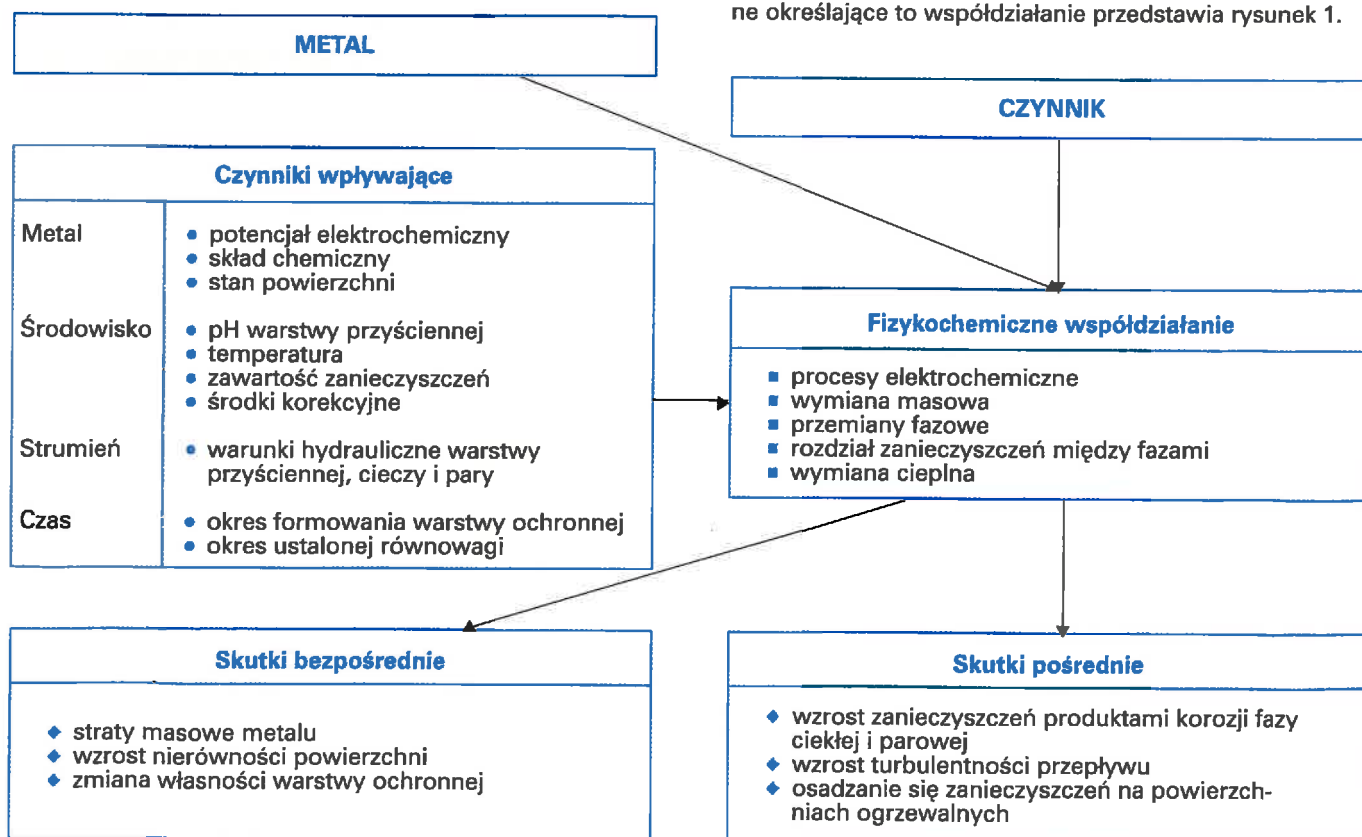 ne określające to współdziałanie przedstawia rysunek 1.
METAL
CZYNNIK
Czynniki wpływające
Metal
• potencjał elektrochemiczny
• skład chemiczny
• stan powierzchni
Środowisko
• pH warstwy przyściennej
• temperatura
• zawartość zanieczyszczeń
• środki korekcyjne
Strumień
• warunki hydrauliczne warstwy
przyściennej, cieczy i pary
Czas
• okres formowania warstwy ochronnej
• okres ustalonej równowagi
Fizykochemiczne współdziałanie
▪ procesy elektrochemiczne
▪ wymiana masowa
▪ przemiany fazowe
▪ rozdział zanieczyszczeń między fazami
▪ wymiana cieplna
Skutki bezpośrednie
◆ straty masowe metalu
◆ wzrost nierówności powierzchni
◆ zmiana własności warstwy ochronnej
Skutki pośrednie
◆ wzrost zanieczyszczeń produktami korozji fazy
ciekłej i parowej
◆ wzrost turbulentności przepływu
◆ osadzanie się zanieczyszczeń na powierzch-
niach ogrzewalnych